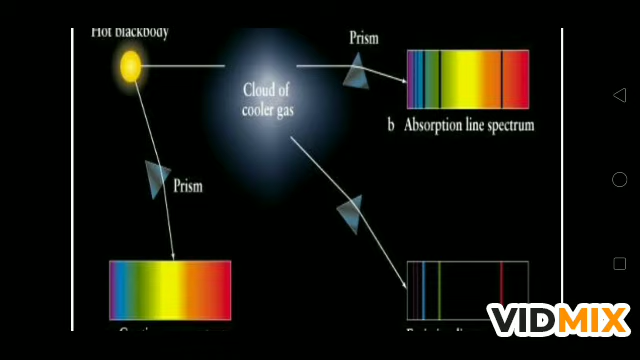 Hot blackbody
Prism
Cloud of
cooler gas
b Absorption line spectrum
Prism
VIDMIX